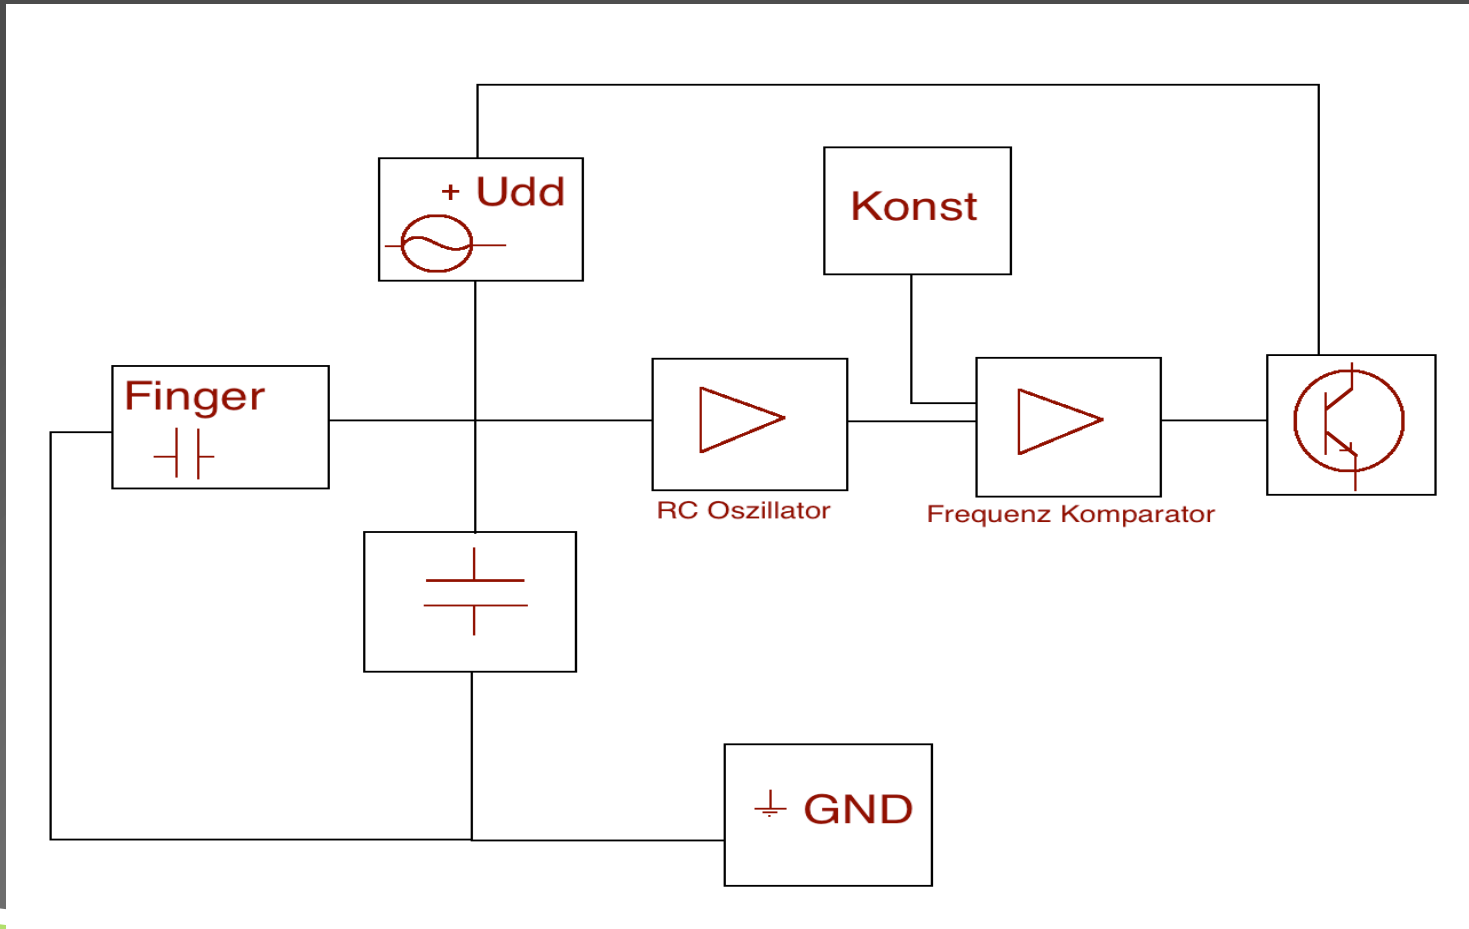 + Udd
Konst
Finger
RC Oszillator
Frequenz Komparator
GND